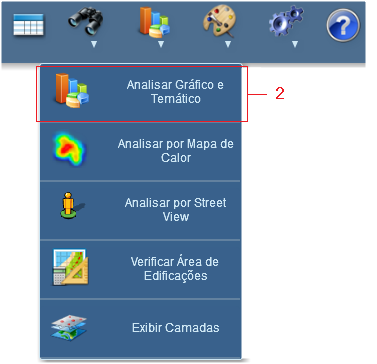 Analisar Gráfico e
Temático
2
Analisar por Mapa de
Calor
Analisar por Street
View
Verificar Área de
Edificações
Exibir Camadas